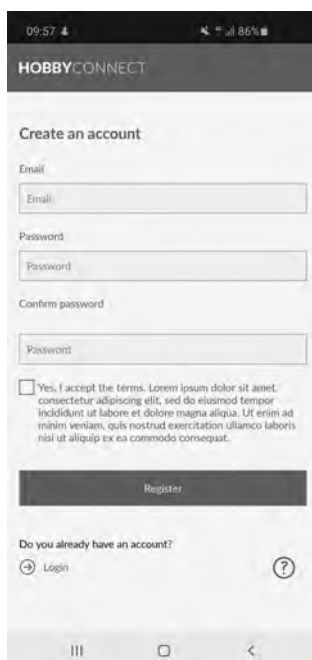 09:57 86%
HOBBYCONNECT
Create an account
Email
Email
Password
Password
Confirm password
Password
Yes, I accept the terms. Lorem ipsum dolor sit amet,
consectetur adipiscing elit, sed do eiusmod tempor
incididunt ut labore et dolore magna aliqua. Ut enim ad
minim veniam, quis nostrud exercitation ullamco laboris
nisi ut aliquip ex ea commodo consequat.
Register
Do you already have an account?
Login ?